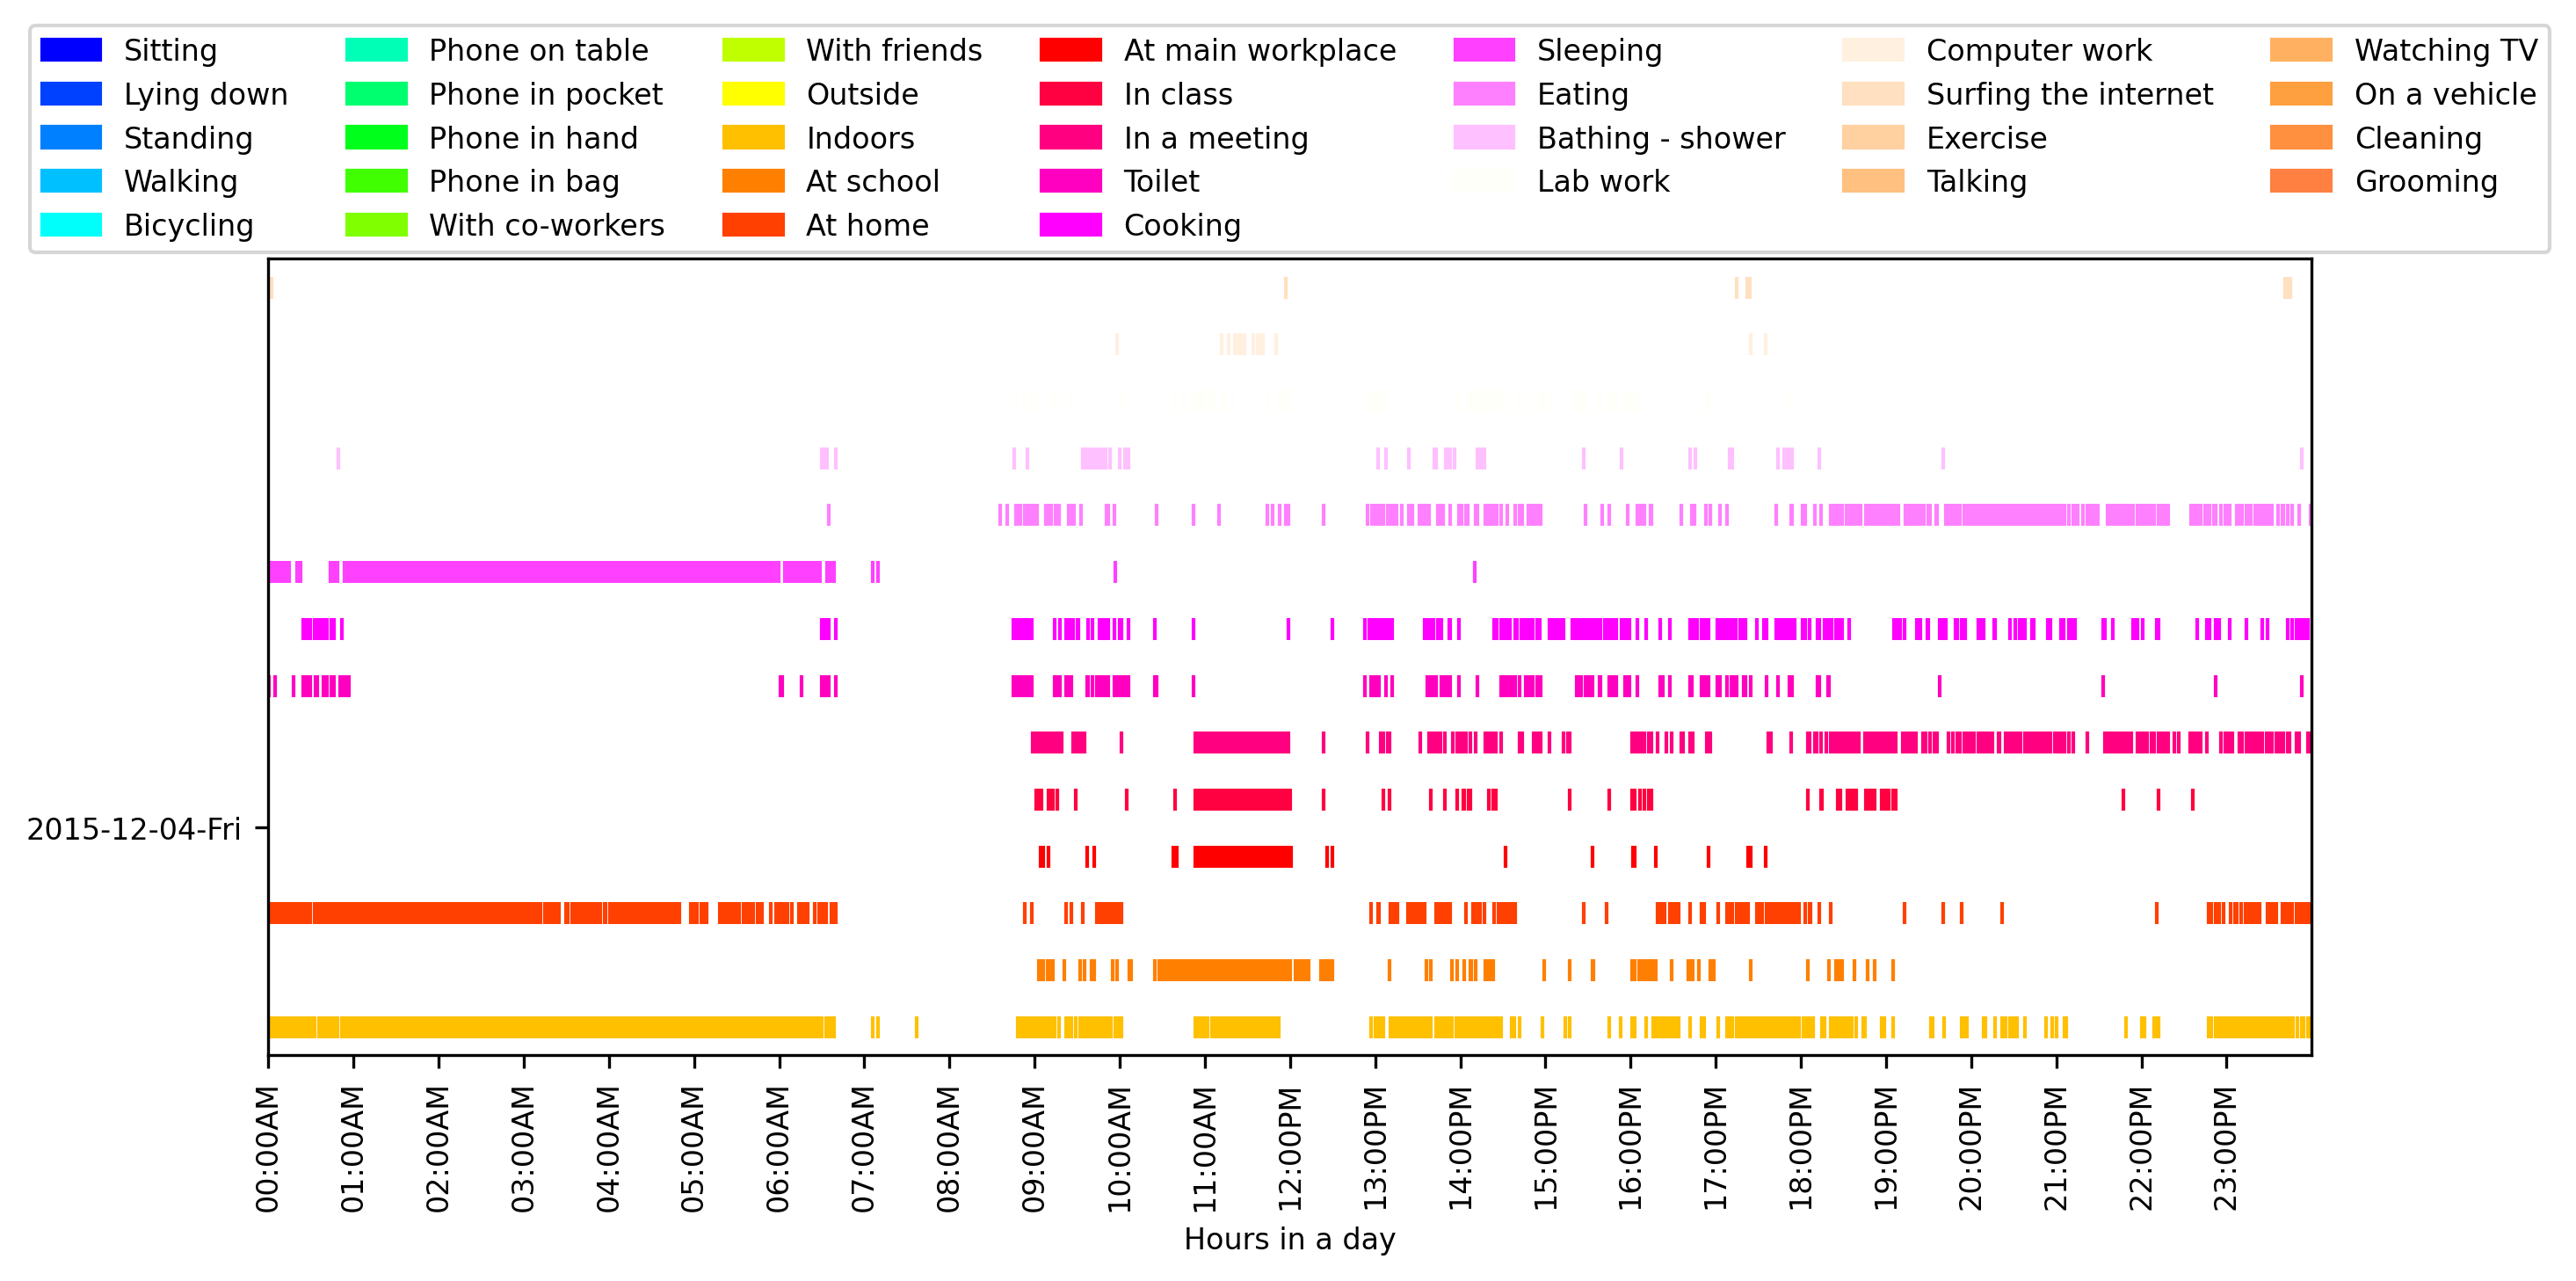 Sitting
Lying down
Standing
Walking
Bicycling
Phone on table
Phone in pocket
Phone in hand
Phone in bag
With co-workers
With friends
Outside
Indoors
At school
At home
At main workplace
In class
In a meeting
Toilet
Cooking
Sleeping
Eating
Bathing - shower
Lab work
Computer work
Surfing the internet
Exercise
Talking
Watching TV
On a vehicle
Cleaning
Grooming
2015-12-04-Fri
00:00AM
01:00AM
02:00AM
03:00AM
04:00AM
05:00AM
06:00AM
07:00AM
08:00AM
09:00AM
10:00AM
11:00AM
12:00PM
13:00PM
14:00PM
15:00PM
16:00PM
17:00PM
18:00PM
19:00PM
20:00PM
21:00PM
22:00PM
23:00PM
Hours in a day